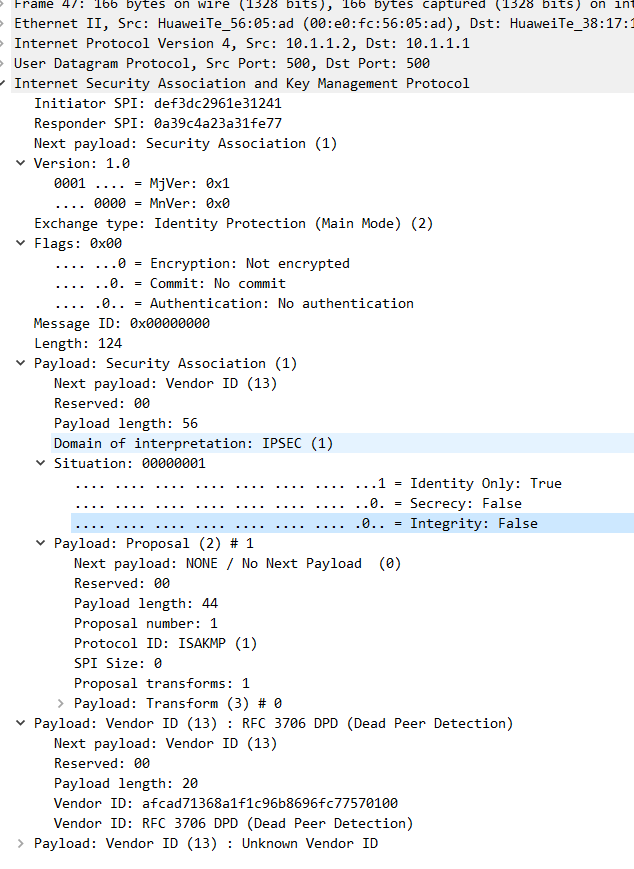 Frame 47: 166 bytes on wire (1328 bits), 166 bytes captured (1328 bits) on int
Ethernet II, Src: HuaweiTe_56:05:ad (00:e0:fc:56:05:ad), Dst: HuaweiTe_38:17:1
Internet Protocol Version 4, Src: 10.1.1.2, Dst: 10.1.1.1
User Datagram Protocol, Src Port: 500, Dst Port: 500
Internet Security Association and Key Management Protocol
Initiator SPI: def3dc2961e31241
Responder SPI: 0a39c4a23a31fe77
Next payload: Security Association (1)
Version: 1.0
0001 .... = MjVer: 0x1
.... 0000 = MnVer: 0x0
Exchange type: Identity Protection (Main Mode) (2)
Flags: 0x00
.... ...0 = Encryption: Not encrypted
.... ..0. = Commit: No commit
.... .0.. = Authentication: No authentication
Message ID: 0x00000000
Length: 124
Payload: Security Association (1)
Next payload: Vendor ID (13)
Reserved: 00
Payload length: 56
Domain of interpretation: IPSEC (1)
Situation: 00000001
.... .... .... .... .... .... .... ...1 = Identity Only: True
.... .... .... .... .... .... .... ..0. = Secrecy: False
.... .... .... .... .... .... .... .0.. = Integrity: False
Payload: Proposal (2) # 1
Next payload: NONE / No Next Payload  (0)
Reserved: 00
Payload length: 44
Proposal number: 1
Protocol ID: ISAKMP (1)
SPI Size: 0
Proposal transforms: 1
Payload: Transform (3) # 0
Payload: Vendor ID (13) : RFC 3706 DPD (Dead Peer Detection)
Next payload: Vendor ID (13)
Reserved: 00
Payload length: 20
Vendor ID: afcad71368a1f1c96b8696fc77570100
Vendor ID: RFC 3706 DPD (Dead Peer Detection)
Payload: Vendor ID (13) : Unknown Vendor ID